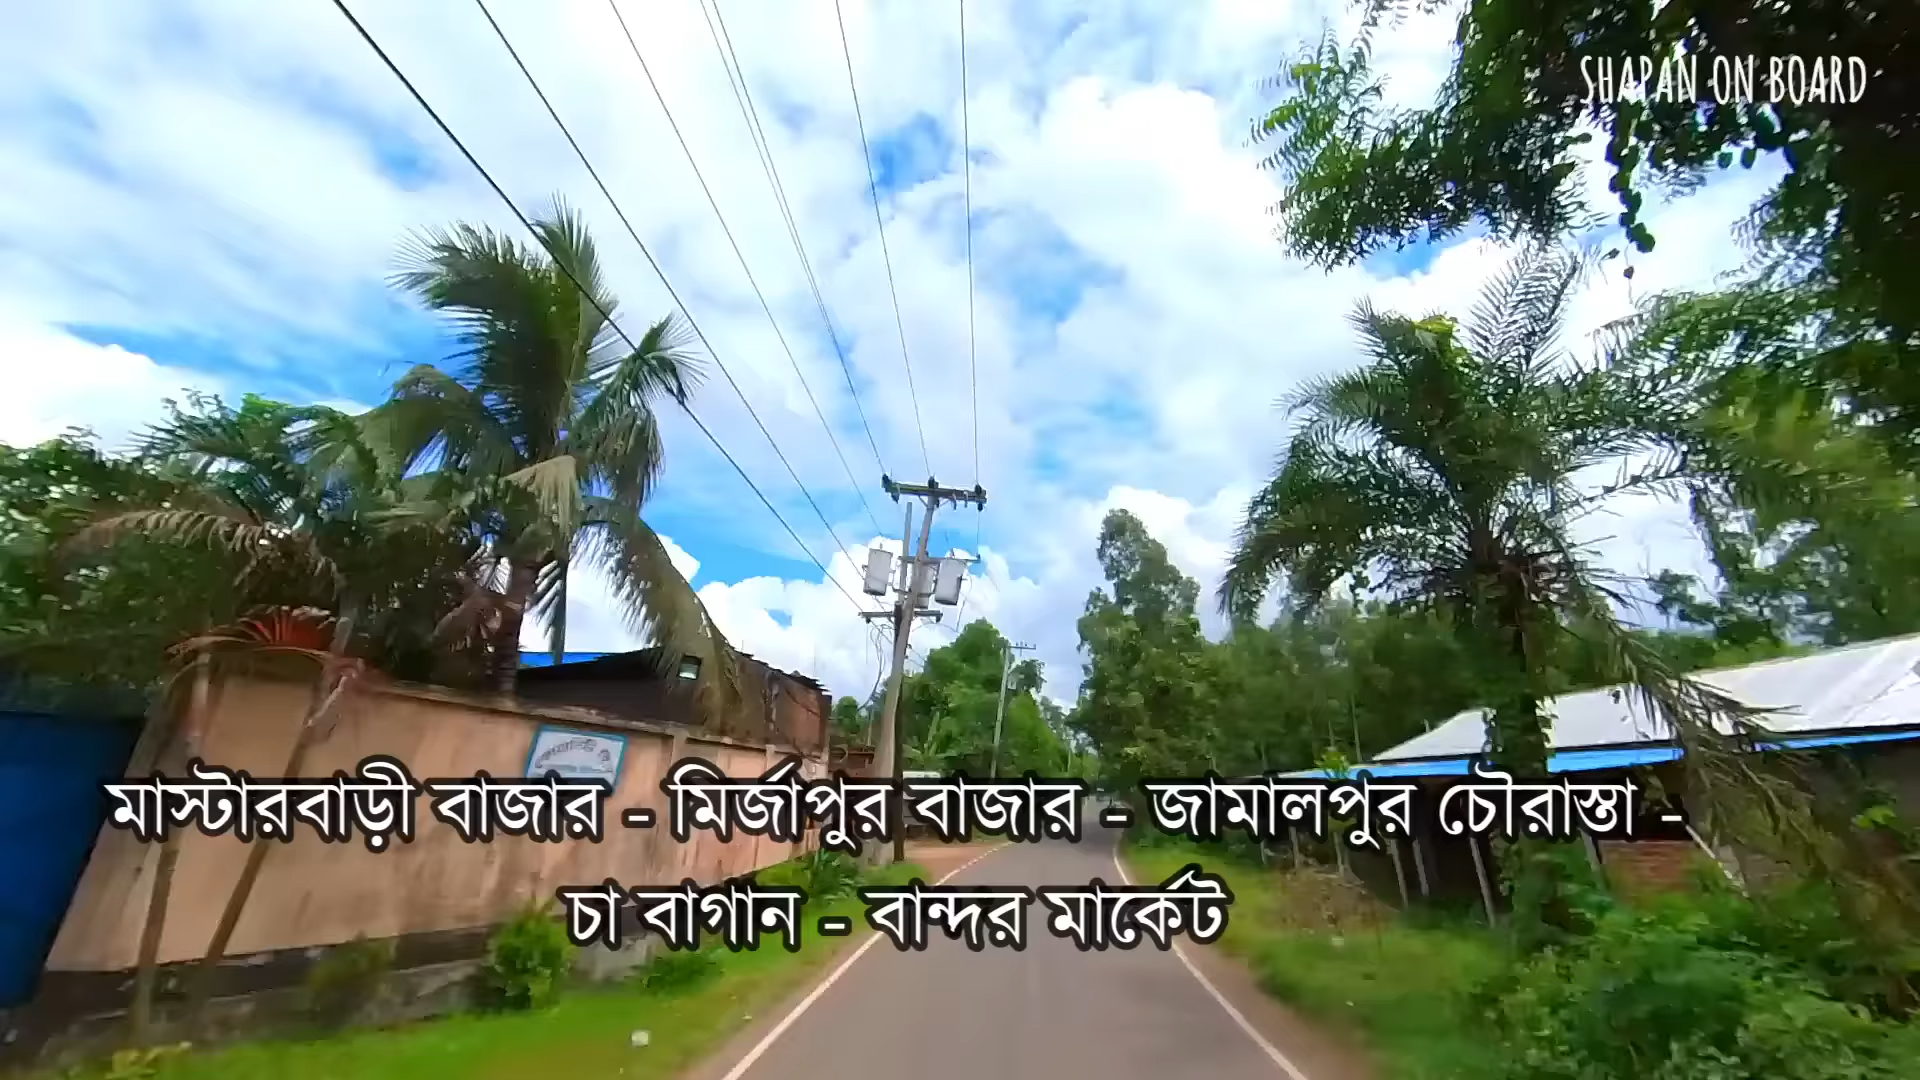 SHAPAN ON BOARD
মাস্টারবাড়ী বাজার - মির্জাপুর বাজার - জামালপুর চৌরাস্তা -
চা বাগান - বান্দর মার্কেট